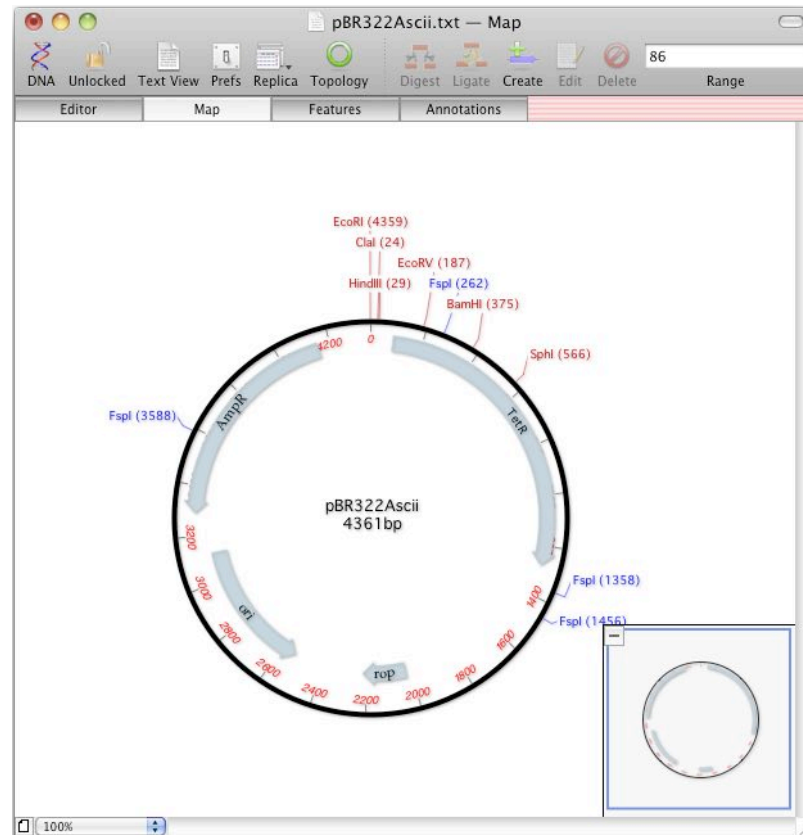 pBR322Ascii.txt — Map
DNA Unlocked Text View Prefs Replica Topology Digest Ligate Create Edit Delete Range
86
Editor Map Features Annotations
EcoRI (4359)
ClaI (24)
EcoRV (187)
HindIII (29) FspI (262)
BamHI (375)
SphI (566)
4200 0
AmpR
TetR
FspI (3588)
pBR322Ascii
4361bp
3200
FspI (1358)
3000
1400
FspI (1456)
ori
2800
1600
2600
rop
1800
2400
2200
2000
100%